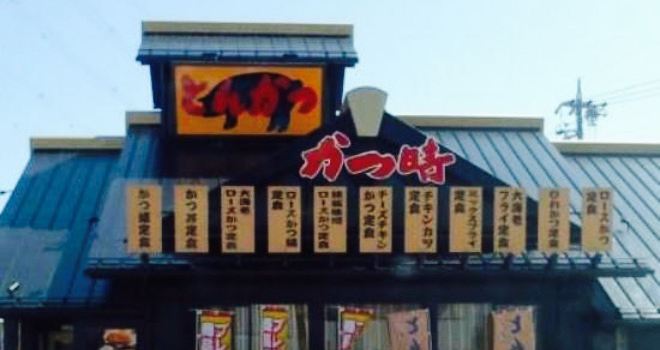 とんかつ
かつ時
ロースかつ
定食
ひれかつ定食
大海老
フライ定食
ミックスフライ
定食
チキンカツ
定食
チーズチキン
かつ定食
ロースかつ定食
ロースかつ鍋
定食
大海老
ロースかつ定食
かつ丼定食
かつ鍋定食